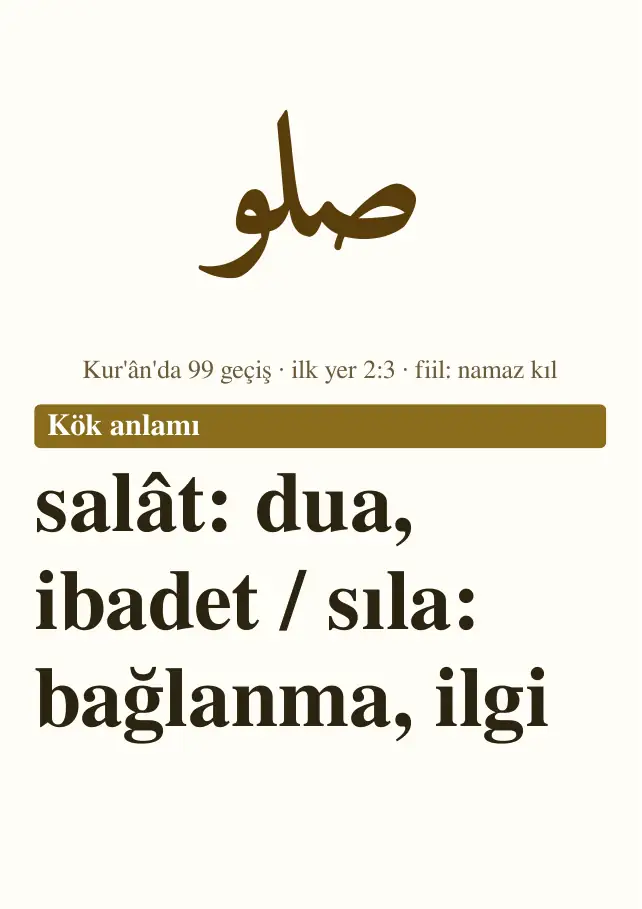 صلو
Kur'ân'da 99 geçiş · ilk yer 2:3 · fiil: namaz kıl
Kök anlamı
salât: dua,
ibadet / sıla:
bağlanma, ilgi